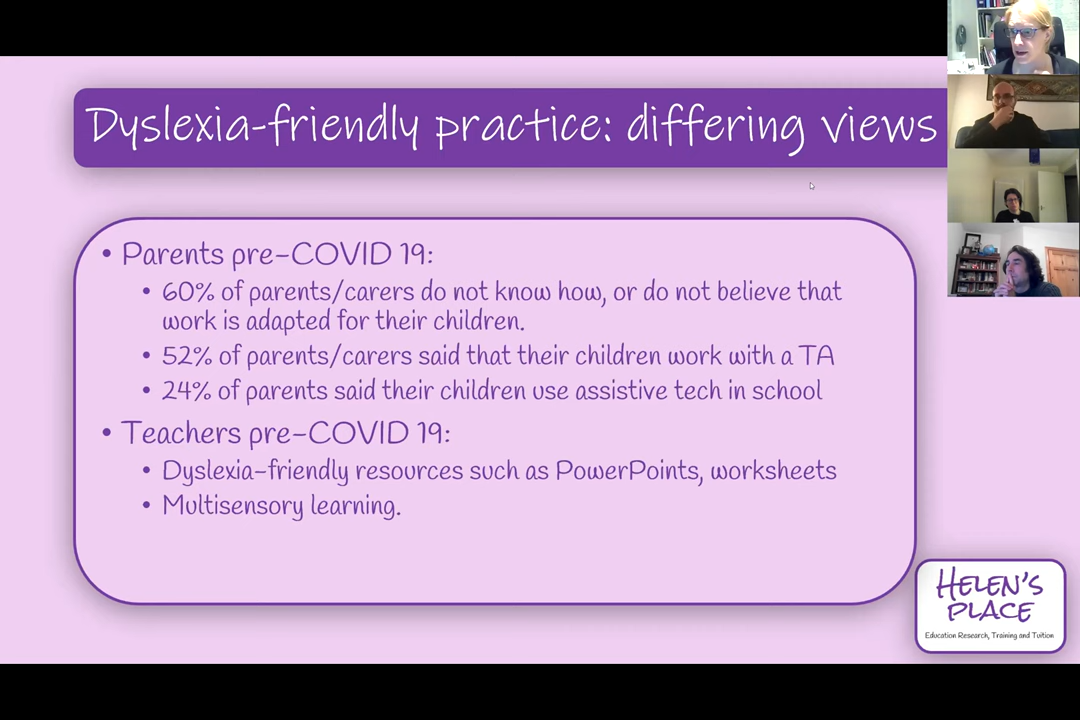 Dyslexia-friendly practice: differing views
• Parents pre-COVID 19:
• 60% of parents/carers do not know how, or do not believe that
work is adapted for their children.
• 52% of parents/carers said that their children work with a TA
• 24% of parents said their children use assistive tech in school
• Teachers pre-COVID 19:
• Dyslexia-friendly resources such as PowerPoints, worksheets
• Multisensory learning.
HELEN'S
PLACE
Education Research, Training and Tuition